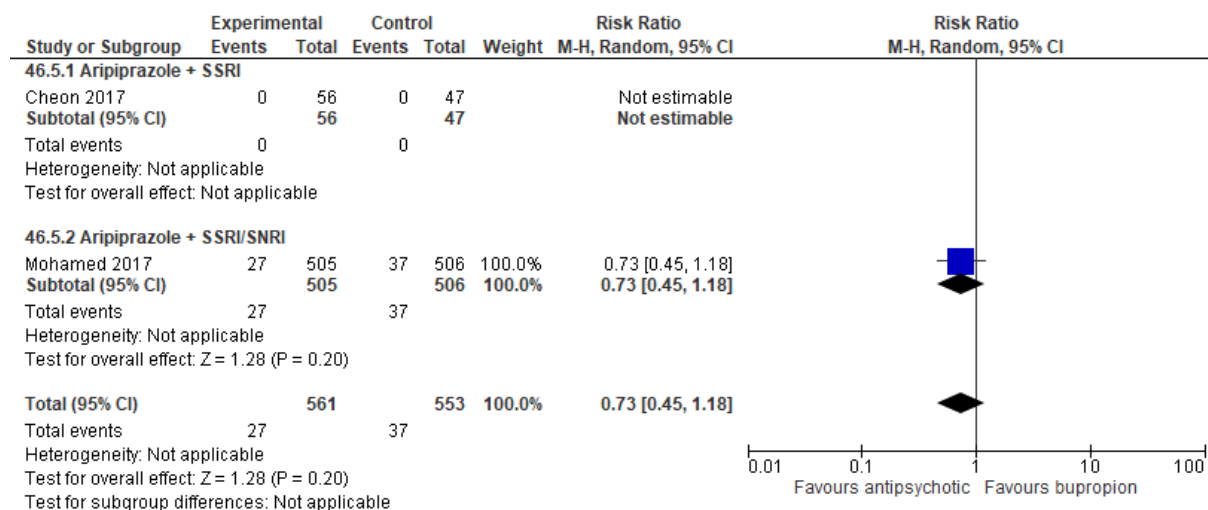 Experimental Control Risk Ratio Risk Ratio
Study or Subgroup Events Total Events Total Weight M-H, Random, 95% CI M-H, Random, 95% CI
46.5.1 Aripiprazole + SSRI
Cheon 2017 0 56 0 47 Not estimable
Subtotal (95% CI) 56 47 Not estimable
Total events 0 0
Heterogeneity: Not applicable
Test for overall effect: Not applicable
46.5.2 Aripiprazole + SSRI/SNRI
Mohamed 2017 27 505 37 506 100.0% 0.73 [0.45, 1.18]
Subtotal (95% CI) 505 506 100.0% 0.73 [0.45, 1.18]
Total events 27 37
Heterogeneity: Not applicable
Test for overall effect: Z = 1.28 (P = 0.20)
Total (95% CI) 561 553 100.0% 0.73 [0.45, 1.18]
Total events 27 37
Heterogeneity: Not applicable
Test for overall effect: Z = 1.28 (P = 0.20)
Test for subgroup differences: Not applicable
0.01 0.1 1 10 100
Favours antipsychotic Favours bupropion